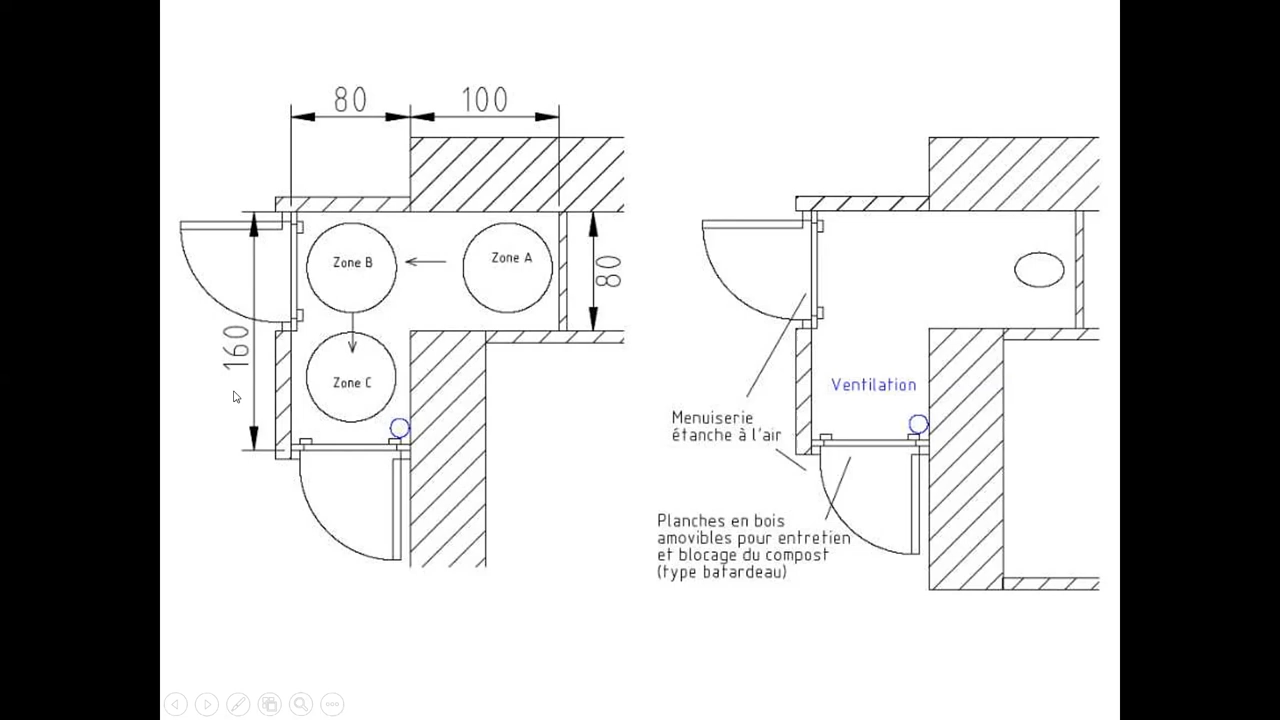 80
100
Zone B
Zone A
80
160
Zone C
Ventilation
Menuiserie
étanche à l'air
Planches en bois
amovibles pour entretien
et blocage du compost
(type batardeau)